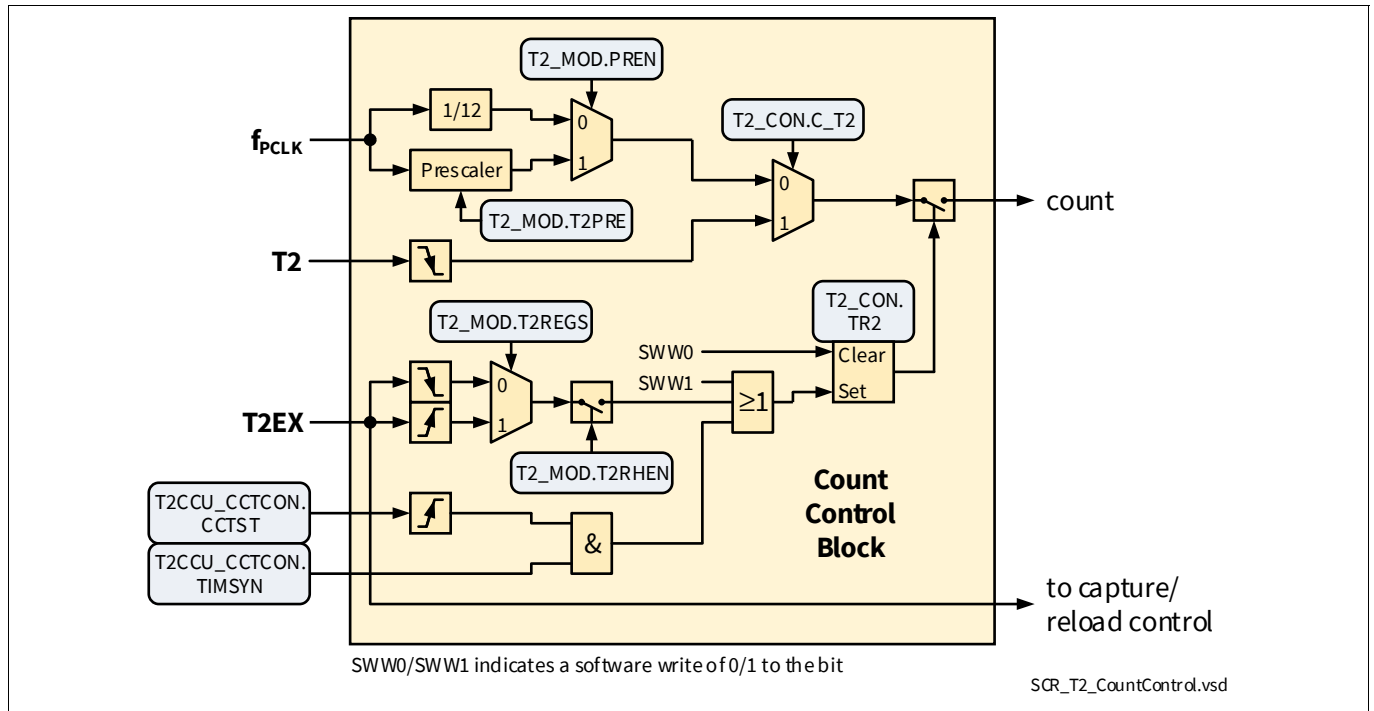 T2_MOD.PREN
1/12
0
1
fPCLK
Prescaler
T2_MOD.T2PRE
T2_CON.C_T2
0
1
count
T2
T2_CON.
TR2
T2_MOD.T2REGS
SWW0
Clear
SWW1
Set
0
1
≥1
T2EX
T2_MOD.T2RHEN
T2CCU_CCTCON.
CCTST
&
T2CCU_CCTCON.
TIMSYN
Count
Control
Block
to capture/
reload control
SWW0/SWW1 indicates a software write of 0/1 to the bit
SCR_T2_CountControl.vsd